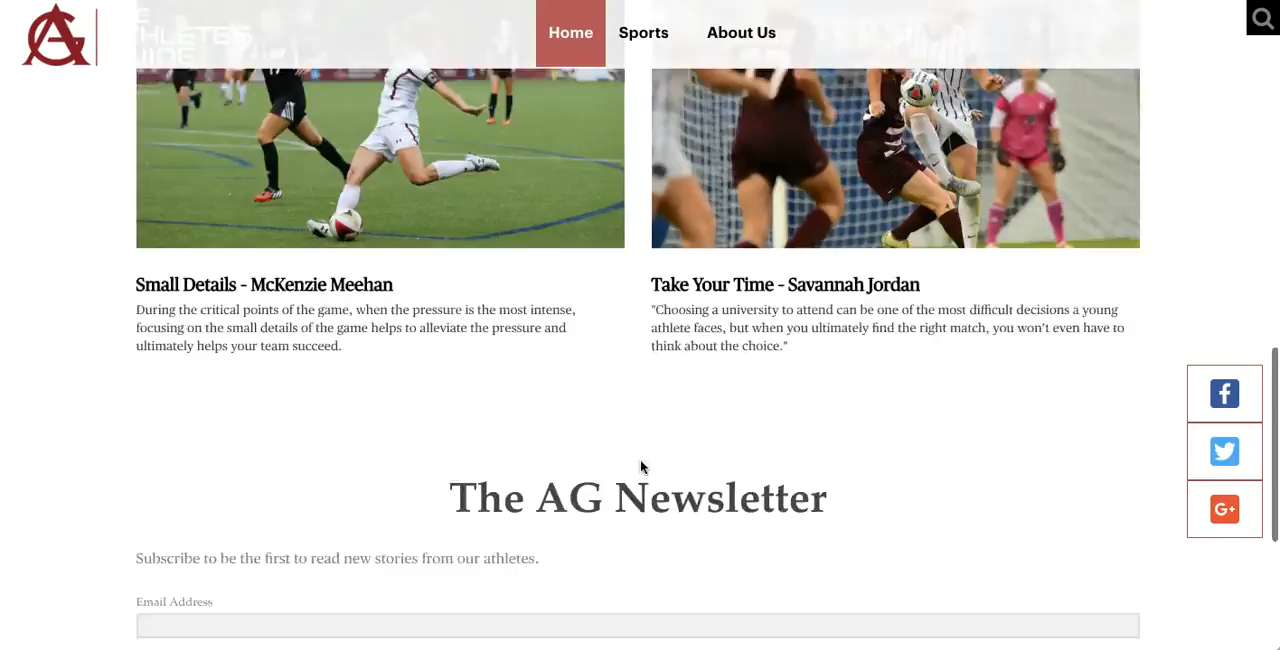 Home Sports About Us
Small Details - McKenzie Meehan
During the critical points of the game, when the pressure is the most intense,
focusing on the small details of the game helps to alleviate the pressure and
ultimately helps your team succeed.
Take Your Time - Savannah Jordan
"Choosing a university to attend can be one of the most difficult decisions a young
athlete faces, but when you ultimately find the right match, you won't even have to
think about the choice."
The AG Newsletter
Subscribe to be the first to read new stories from our athletes.
Email Address